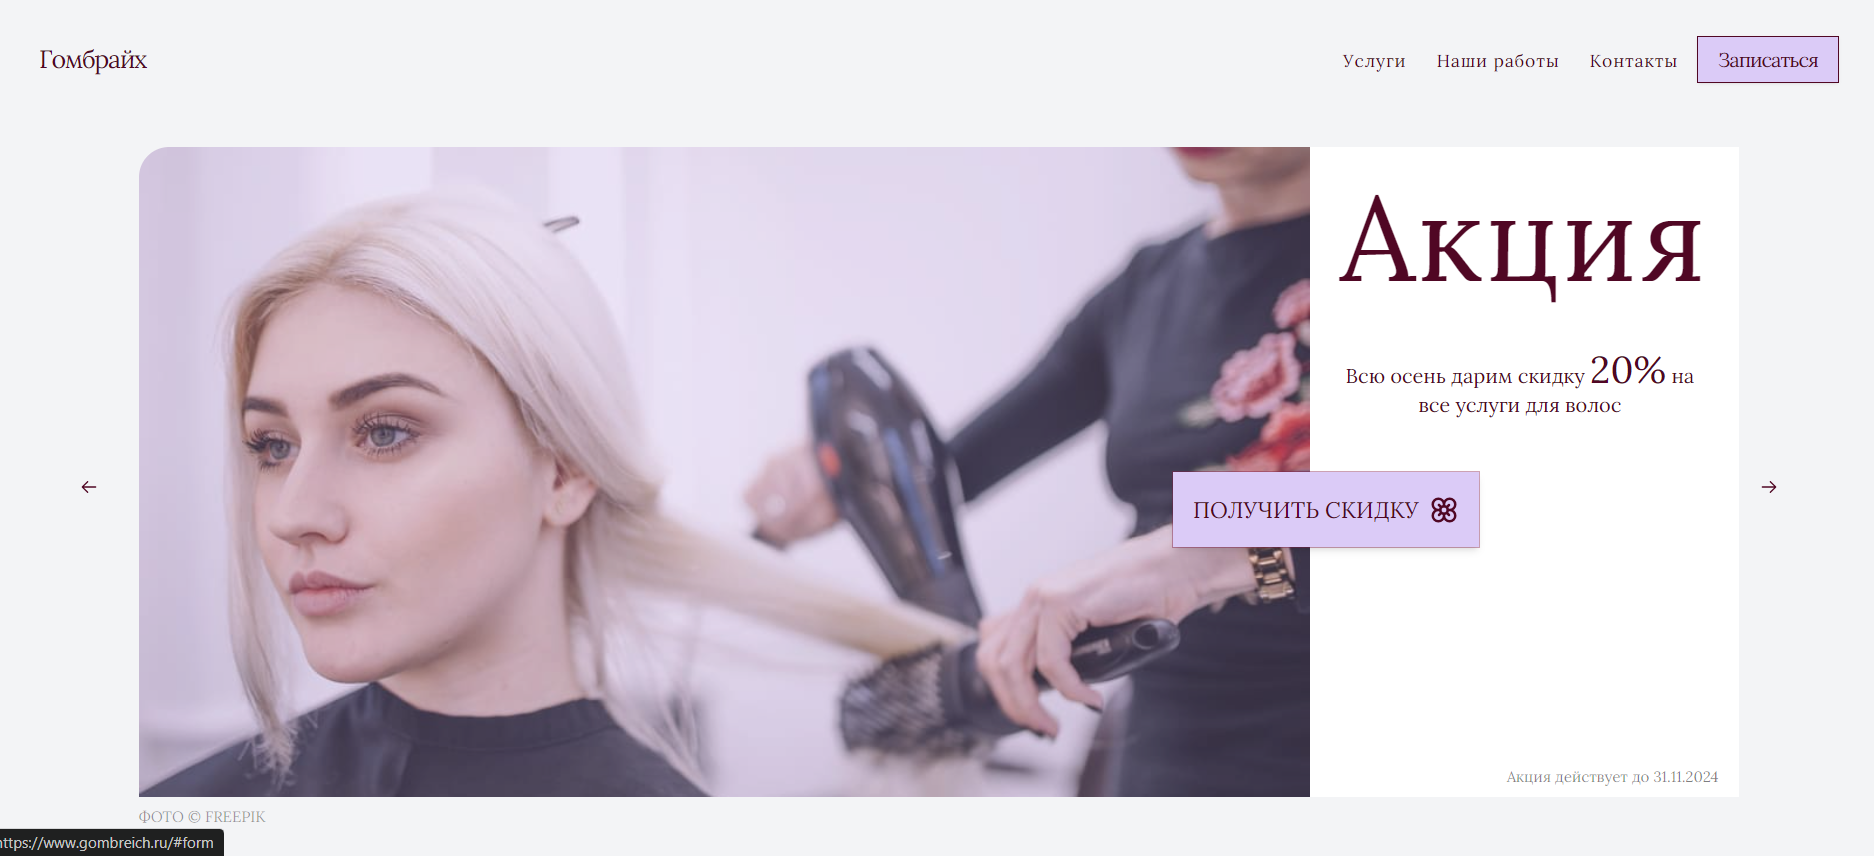 Гомбрайх
Услуги
Наши работы
Контакты
Записаться
Акция
Всю осень дарим скидку 20% на
все услуги для волос
ПОЛУЧИТЬ СКИДКУ
Акция действует до 31.11.2024
ФОТО © FREEPIK
https://www.gombreich.ru/#form